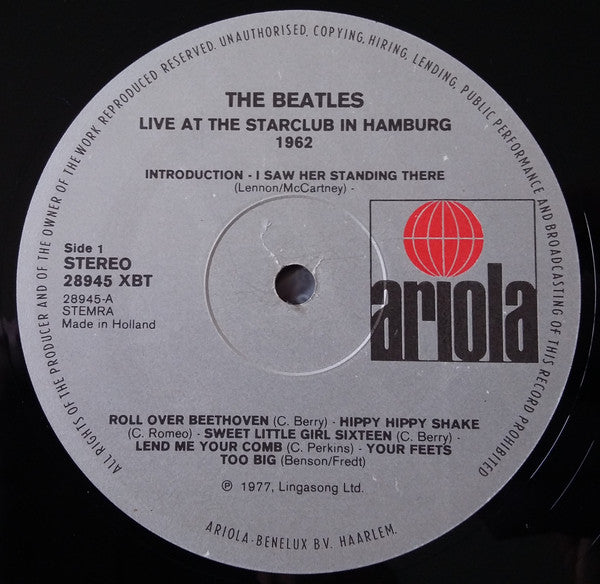 ALL RIGHTS OF THE PRODUCER AND OF THE OWNER OF THE WORK REPRODUCED RESERVED. UNAUTHORISED, COPYING, HIRING, LENDING, PUBLIC PERFORMANCE AND BROADCASTING OF THIS RECORD PROHIBITED
THE BEATLES
LIVE AT THE STARCLUB IN HAMBURG
1962
INTRODUCTION - I SAW HER STANDING THERE
(Lennon/McCartney) -
Side 1
STEREO
28945 XBT
28945-A
STEMRA
Made in Holland
ariola
ROLL OVER BEETHOVEN (C. Berry) - HIPPY HIPPY SHAKE
(C. Romeo) - SWEET LITTLE GIRL SIXTEEN (C. Berry) -
LEND ME YOUR COMB (C. Perkins) - YOUR FEETS
TOO BIG (Benson/Fredt)
℗ 1977, Lingasong Ltd.
ARIOLA-BENELUX B.V. HAARLEM.